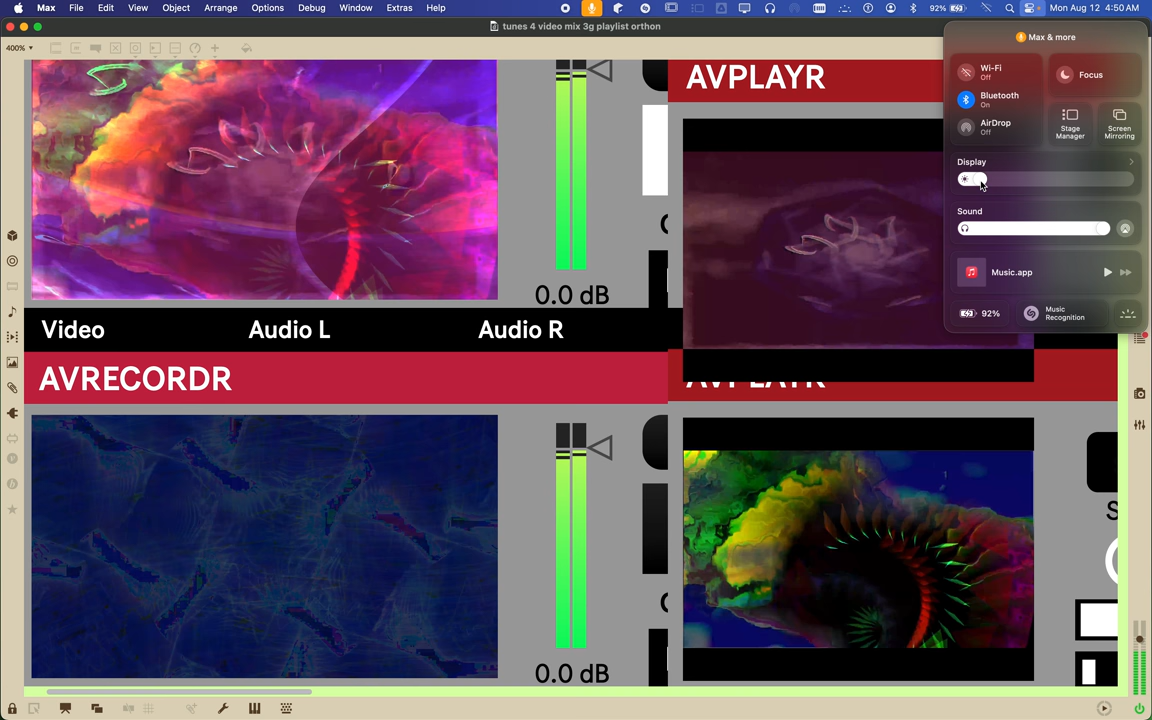 Max File Edit View Object Arrange Options Debug Window Extras Help
92% Mon Aug 12 4:50 AM
tunes 4 video mix 3g playlist orthon
400%
Max & more
Wi-Fi
Off
Focus
Bluetooth
On
AirDrop
Off
Stage
Manager
Screen
Mirroring
Display
Sound
Music.app
92%
Music
Recognition
AVPLAYR
0.0 dB
Video Audio L Audio R
AVRECORDR
0.0 dB